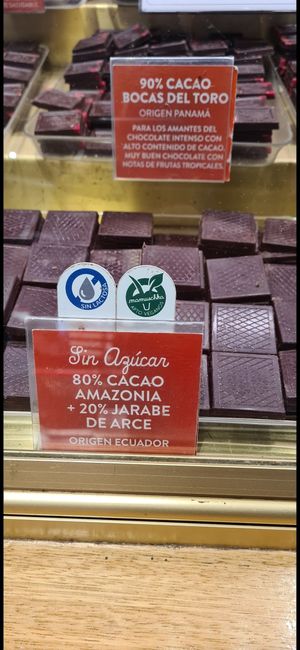 90% CACAO
BOCAS DEL TORO
ORIGEN PANAMÁ
PARA LOS AMANTES DEL
CHOCOLATE INTENSO CON
ALTO CONTENIDO DE CACAO.
MUY BUEN CHOCOLATE CON
NOTAS DE FRUTAS TROPICALES.
SIN LACTOSA
mamuschka
APTO VEGANOS
Sin Azúcar
80% CACAO
AMAZONIA
+ 20% JARABE
DE ARCE
ORIGEN ECUADOR